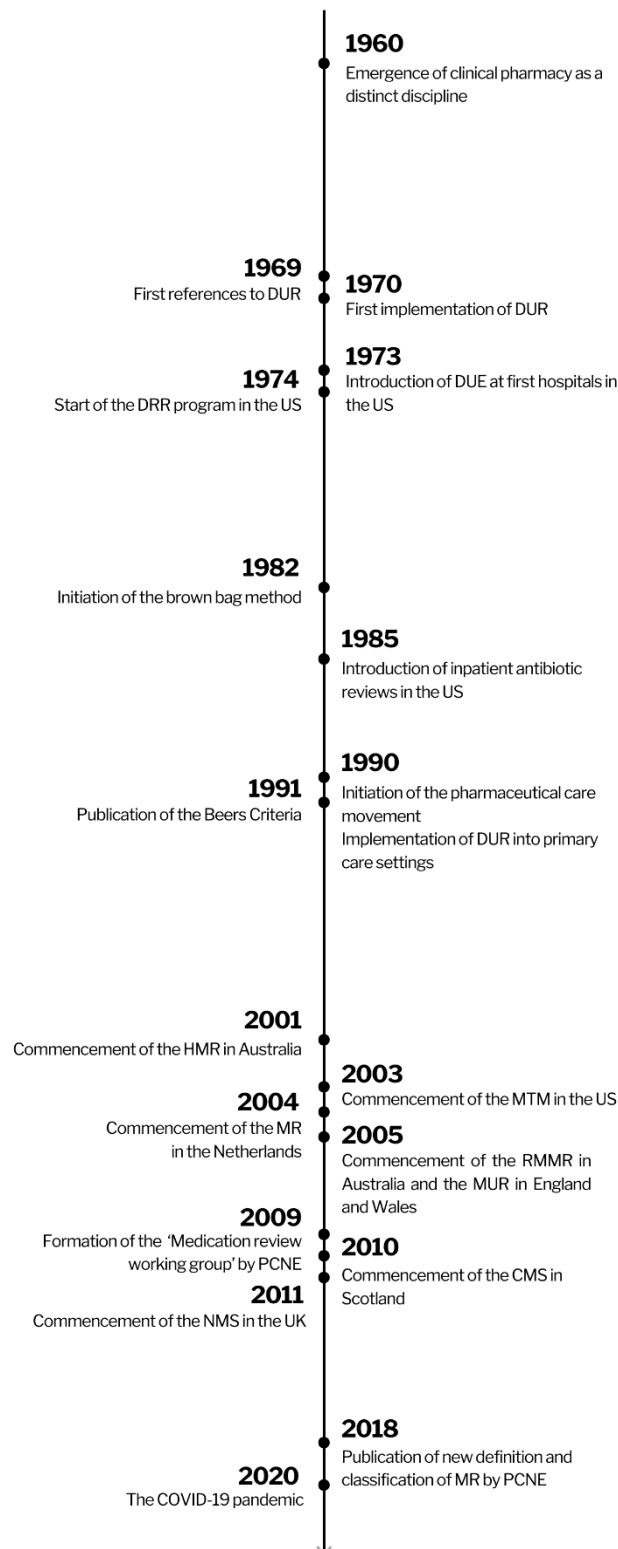 1960
Emergence of clinical pharmacy as a
distinct discipline
1969
First references to DUR
1970
First implementation of DUR
1973
Introduction of DUE at first hospitals in
the US
1974
Start of the DRR program in the US
1982
Initiation of the brown bag method
1985
Introduction of inpatient antibiotic
reviews in the US
1990
Initiation of the pharmaceutical care
movement
Implementation of DUR into primary
care settings
1991
Publication of the Beers Criteria
2001
Commencement of the HMR in Australia
2003
Commencement of the MTM in the US
2004
Commencement of the MR
in the Netherlands
2005
Commencement of the RMMR in
Australia and the MUR in England
and Wales
2009
Formation of the ‘Medication review
working group’ by PCNE
2010
Commencement of the CMS in
Scotland
2011
Commencement of the NMS in the UK
2018
Publication of new definition and
classification of MR by PCNE
2020
The COVID-19 pandemic